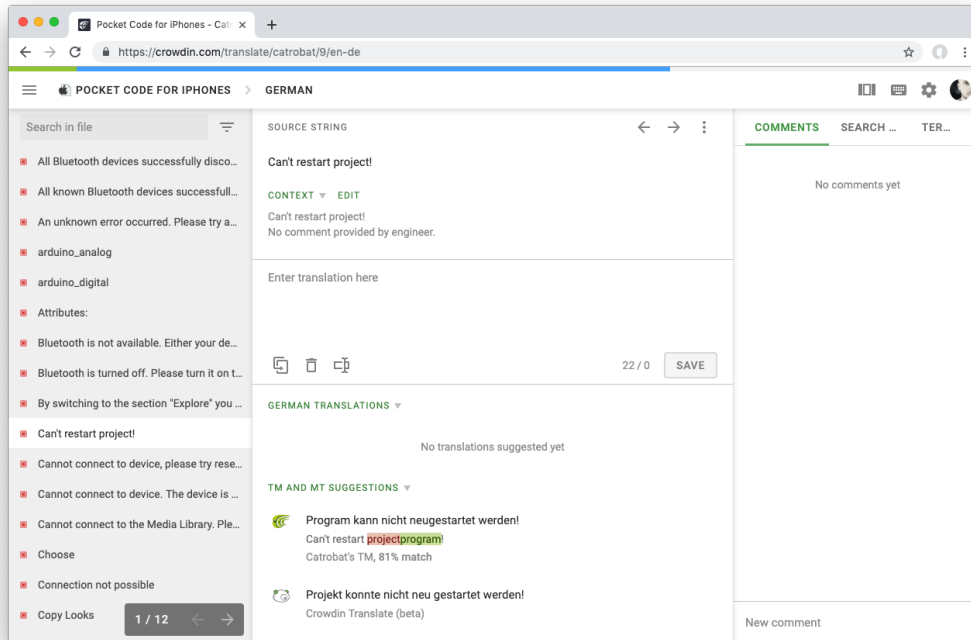 Pocket Code for iPhones - Cat
https://crowdin.com/translate/catrobat/9/en-de
POCKET CODE FOR IPHONES > GERMAN
Search in file
All Bluetooth devices successfully disco...
All known Bluetooth devices successfull...
An unknown error occurred. Please try a...
arduino_analog
arduino_digital
Attributes:
Bluetooth is not available. Either your de...
Bluetooth is turned off. Please turn it on t...
By switching to the section "Explore" you ...
Can't restart project!
Cannot connect to device, please try rese...
Cannot connect to device. The device is ...
Cannot connect to the Media Library. Ple...
Choose
Connection not possible
Copy Looks
1 / 12
SOURCE STRING
Can't restart project!
CONTEXT EDIT
Can't restart project!
No comment provided by engineer.
Enter translation here
22 / 0 SAVE
GERMAN TRANSLATIONS
No translations suggested yet
TM AND MT SUGGESTIONS
Program kann nicht neugestartet werden!
Can't restart projectprogram!
Catrobat's TM, 81% match
Projekt konnte nicht neu gestartet werden!
Crowdin Translate (beta)
COMMENTS SEARCH ... TER...
No comments yet
New comment